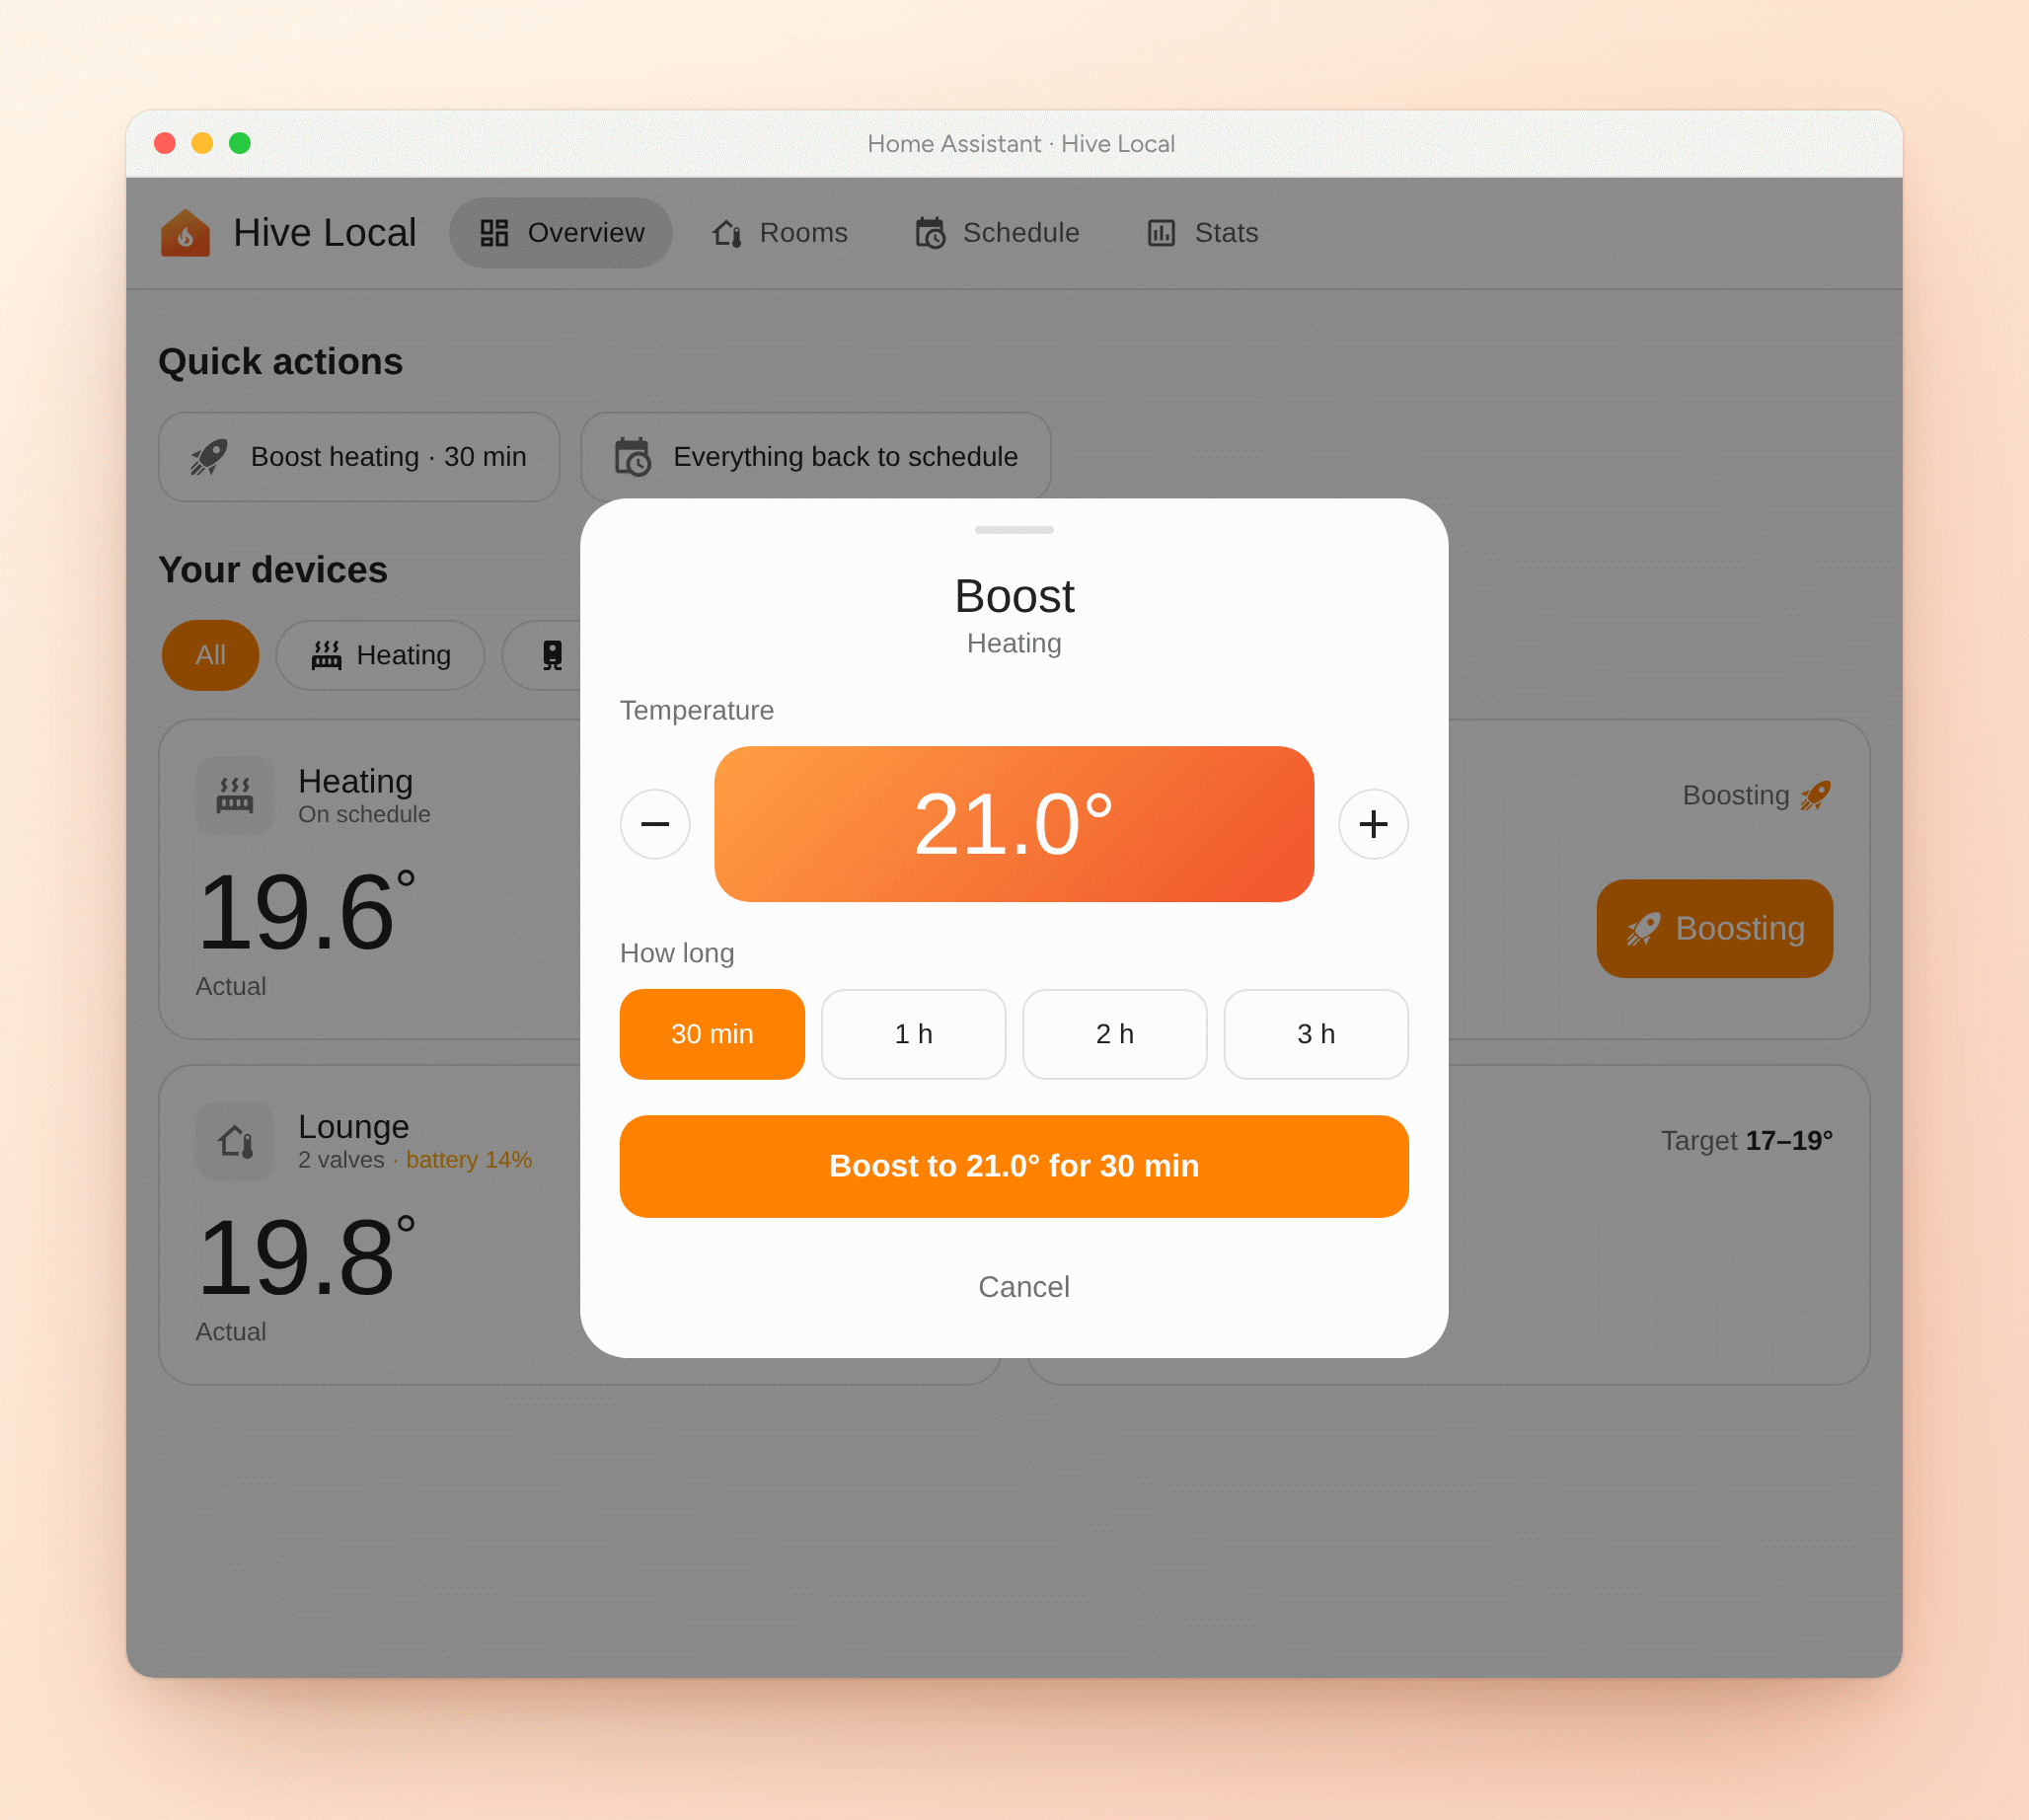 Home Assistant · Hive Local
Hive Local
Overview
Rooms
Schedule
Stats
Quick actions
Boost heating · 30 min
Everything back to schedule
Your devices
All
Heating
Heating
On schedule
19.6°
Actual
Boosting
Boosting
Lounge
2 valves · battery 14%
19.8°
Actual
Target 17–19°
Boost
Heating
Temperature
21.0°
How long
30 min
1 h
2 h
3 h
Boost to 21.0° for 30 min
Cancel